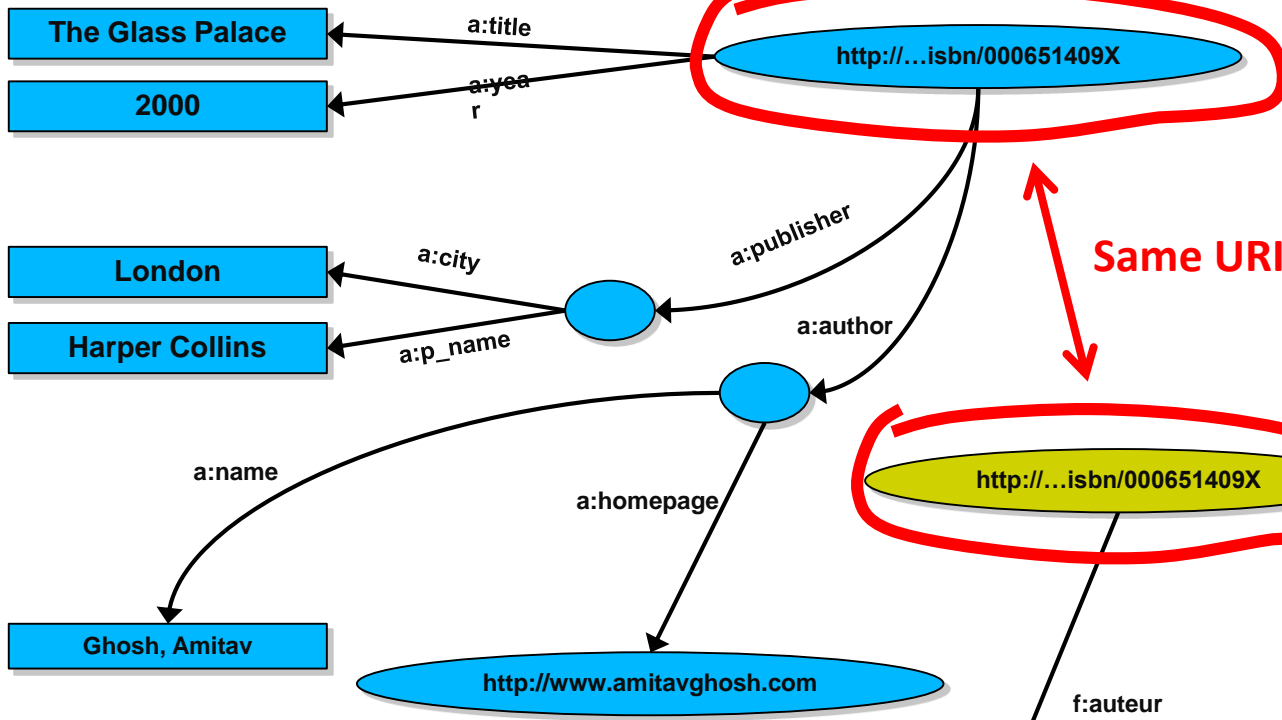 The Glass Palace
a:title
http://...isbn/000651409X
2000
a:yea
r
a:publisher
London
a:city
Same URI
Harper Collins
a:p_name
a:author
a:name
a:homepage
http://...isbn/000651409X
Ghosh, Amitav
http://www.amitavghosh.com
f:auteur